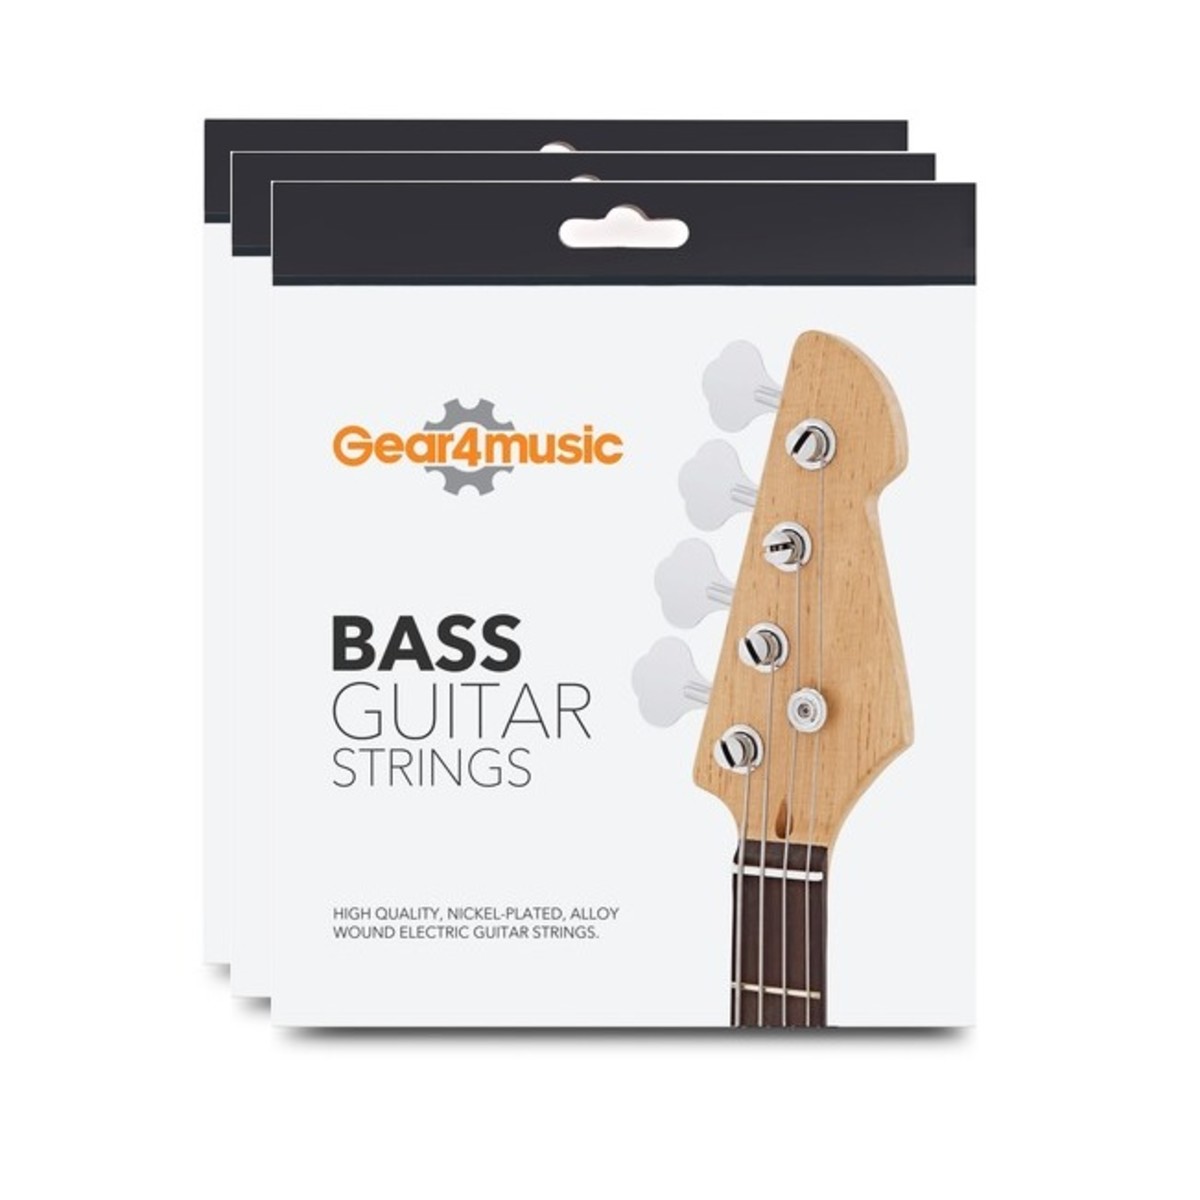 Gear4music
BASS
GUITAR
STRINGS
HIGH QUALITY, NICKEL-PLATED, ALLOY
WOUND ELECTRIC GUITAR STRINGS.